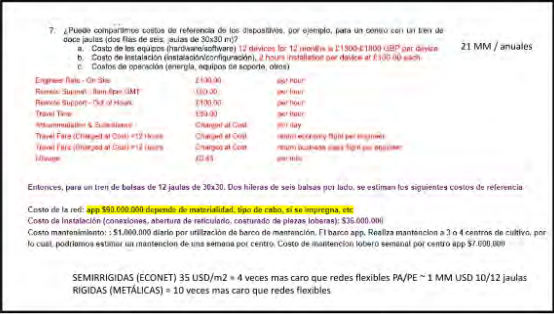 7. ¿Puede compartirnos costos de referencia de los dispositivos, por ejemplo, para un centro con un tren de
doce jaulas (dos filas de seis, jaulas de 30x30 m)?
a. Costo de los equipos (hardware/software) 12 devices for 12 months is £1500-£1800 GBP per device
21 MM / anuales
b. Costo de instalación (instalación/configuración), 2 hours installation per device at £100.00 each
c. Costos de operación (energía, equipos de soporte, otros)
Engineer Rate - On Site £100.00 per hour
Remote Support - 8am-6pm GMT per hour
Remote Support - Out of Hours £100.00 per hour
Travel Time £50.00 per hour
Accommodation & Subsistence Charged at Cost per day
Travel Fare (Charged at Cost) <12 Hours Charged at Cost return economy flight per engineer
Travel Fare (Charged at Cost) >12 Hours Charged at Cost return business class flight per engineer
Mileage £0.45 per mile
Entonces, para un tren de balsas de 12 jaulas de 30x30. Dos hileras de seis balsas por lado, se estiman los siguientes costos de referencia
Costo de la red: app $90.000.000 depende de materialidad, tipo de cabo, si se impregna, etc
Costo de instalación (conexiones, abertura de reticulado, costurado de piezas loberas): $35.000.000
Costo mantenimiento: : $1.000.000 diario por utilización de barco de mantención. El barco app. Realiza mantencion a 3 o 4 centros de cultivo, por
lo cual, podriamos estimar un mantencion de una semana por centro. Costo de mantencion lobero semanal por centro app $7.000.000
SEMIRRIGIDAS (ECONET) 35 USD/m2 = 4 veces mas caro que redes flexibles PA/PE ~ 1 MM USD 10/12 jaulas
RIGIDAS (METÁLICAS) = 10 veces mas caro que redes flexibles